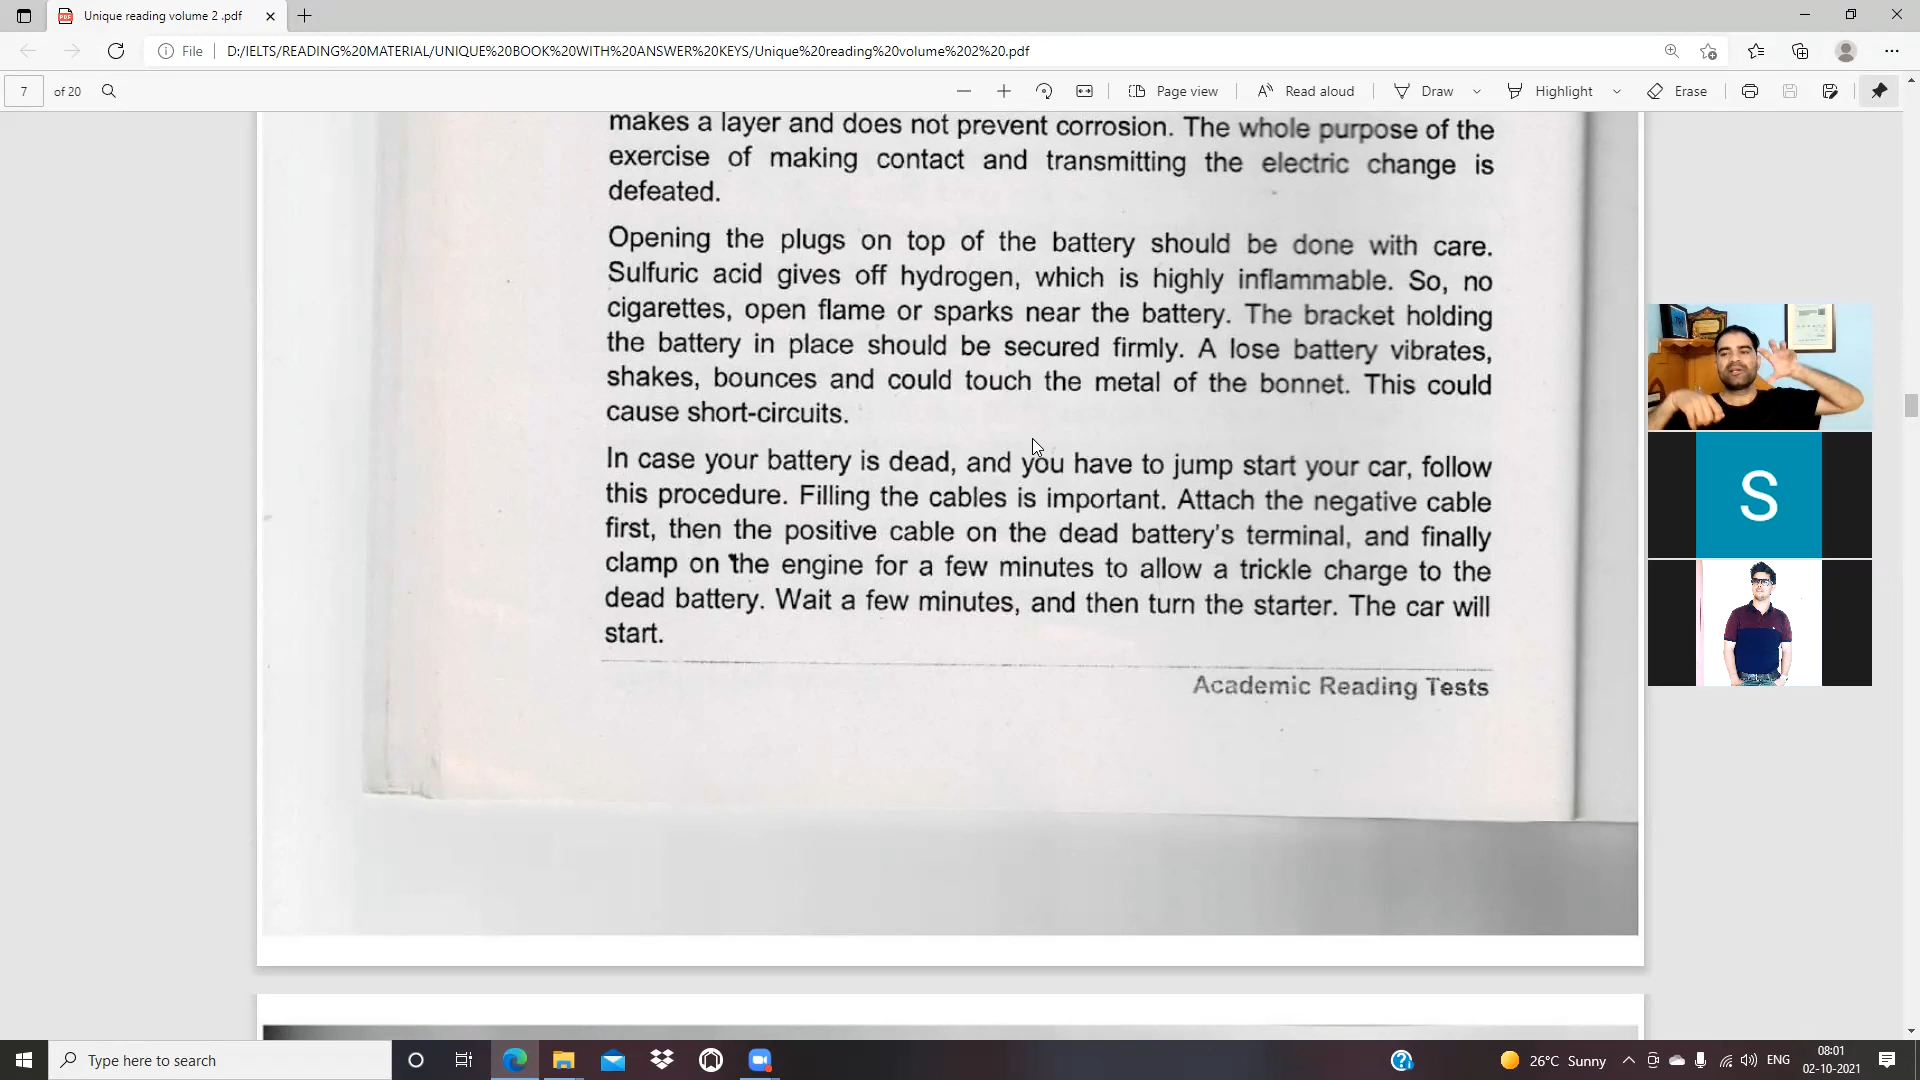 Unique reading volume 2 .pdf
File
D:/IELTS/READING%20MATERIAL/UNIQUE%20BOOK%20WITH%20ANSWER%20KEYS/Unique%20reading%20volume%202%20.pdf
7 of 20
Page view
Read aloud
Draw
Highlight
Erase
makes a layer and does not prevent corrosion. The whole purpose of the
exercise of making contact and transmitting the electric change is
defeated.
Opening the plugs on top of the battery should be done with care.
Sulfuric acid gives off hydrogen, which is highly inflammable. So, no
cigarettes, open flame or sparks near the battery. The bracket holding
the battery in place should be secured firmly. A lose battery vibrates,
shakes, bounces and could touch the metal of the bonnet. This could
cause short-circuits.
In case your battery is dead, and you have to jump start your car, follow
this procedure. Filling the cables is important. Attach the negative cable
first, then the positive cable on the dead battery's terminal, and finally
clamp on the engine for a few minutes to allow a trickle charge to the
dead battery. Wait a few minutes, and then turn the starter. The car will
start.
Academic Reading Tests
S
Type here to search
26°C Sunny
ENG
08:01
02-10-2021